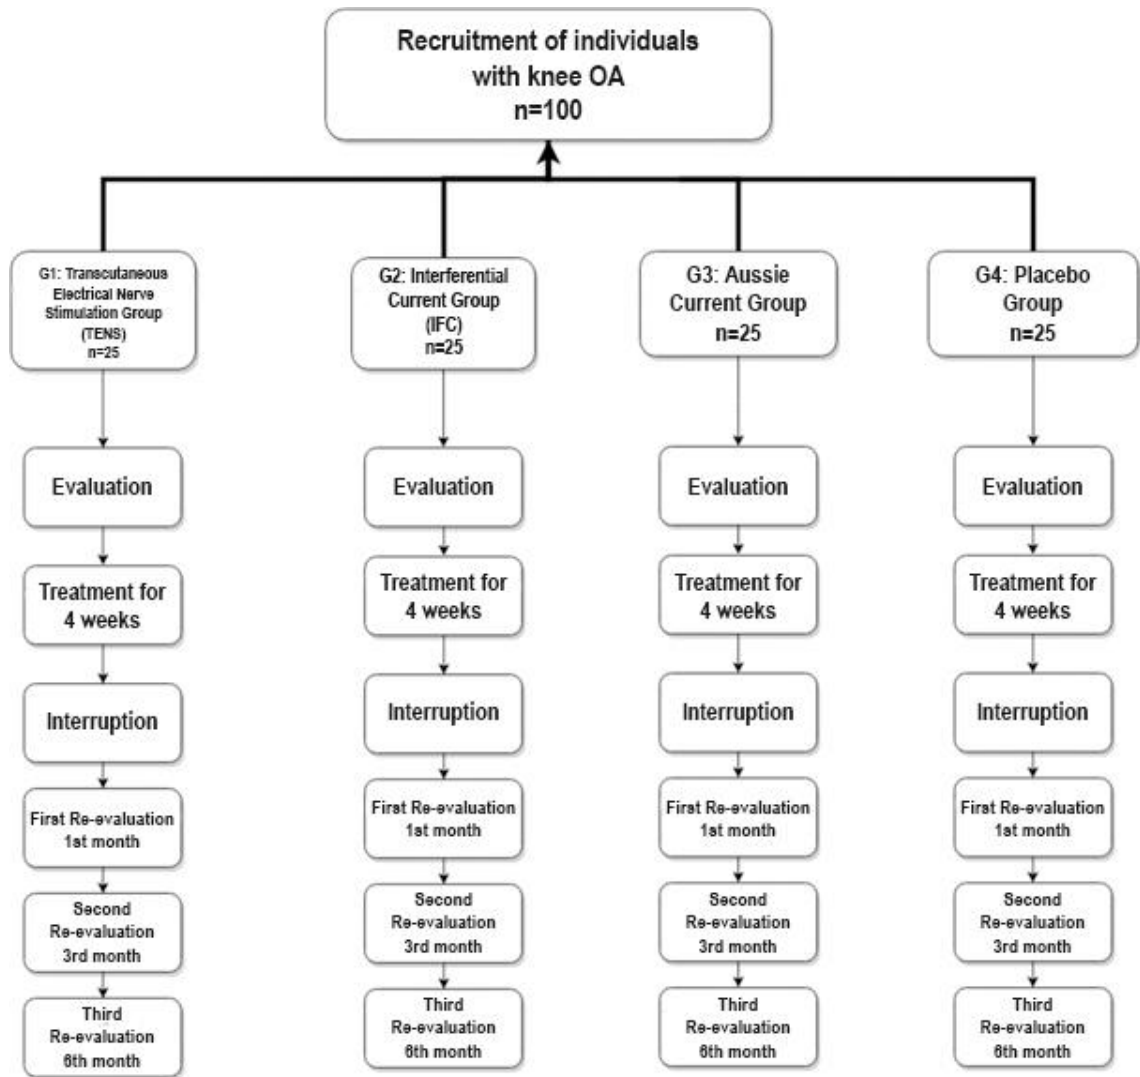 Recruitment of individuals
with knee OA
n=100
G1: Transcutaneous
Electrical Nerve
Stimulation Group
(TENS)
n=25
G2: Interferential
Current Group
(IFC)
n=25
G3: Aussie
Current Group
n=25
G4: Placebo
Group
n=25
Evaluation
Evaluation
Evaluation
Evaluation
Treatment for
4 weeks
Treatment for
4 weeks
Treatment for
4 weeks
Treatment for
4 weeks
Interruption
Interruption
Interruption
Interruption
First Re-evaluation
1st month
First Re-evaluation
1st month
First Re-evaluation
1st month
First Re-evaluation
1st month
Second
Re-evaluation
3rd month
Second
Re-evaluation
3rd month
Second
Re-evaluation
3rd month
Second
Re-evaluation
3rd month
Third
Re-evaluation
6th month
Third
Re-evaluation
6th month
Third
Re-evaluation
6th month
Third
Re-evaluation
6th month